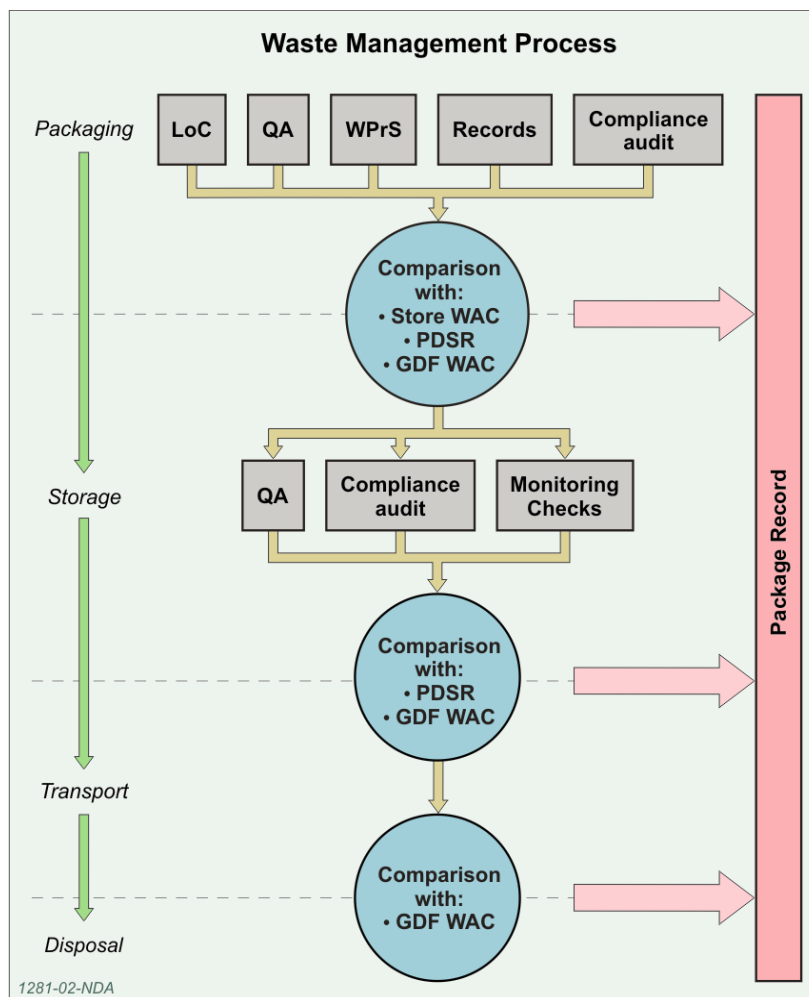 Waste Management Process
Packaging
LoC
QA
WPrS
Records
Compliance
audit
Comparison
with:
• Store WAC
• PDSR
• GDF WAC
Storage
QA
Compliance
audit
Monitoring
Checks
Package Record
Comparison
with:
• PDSR
• GDF WAC
Transport
Comparison
with:
• GDF WAC
Disposal
1281-02-NDA